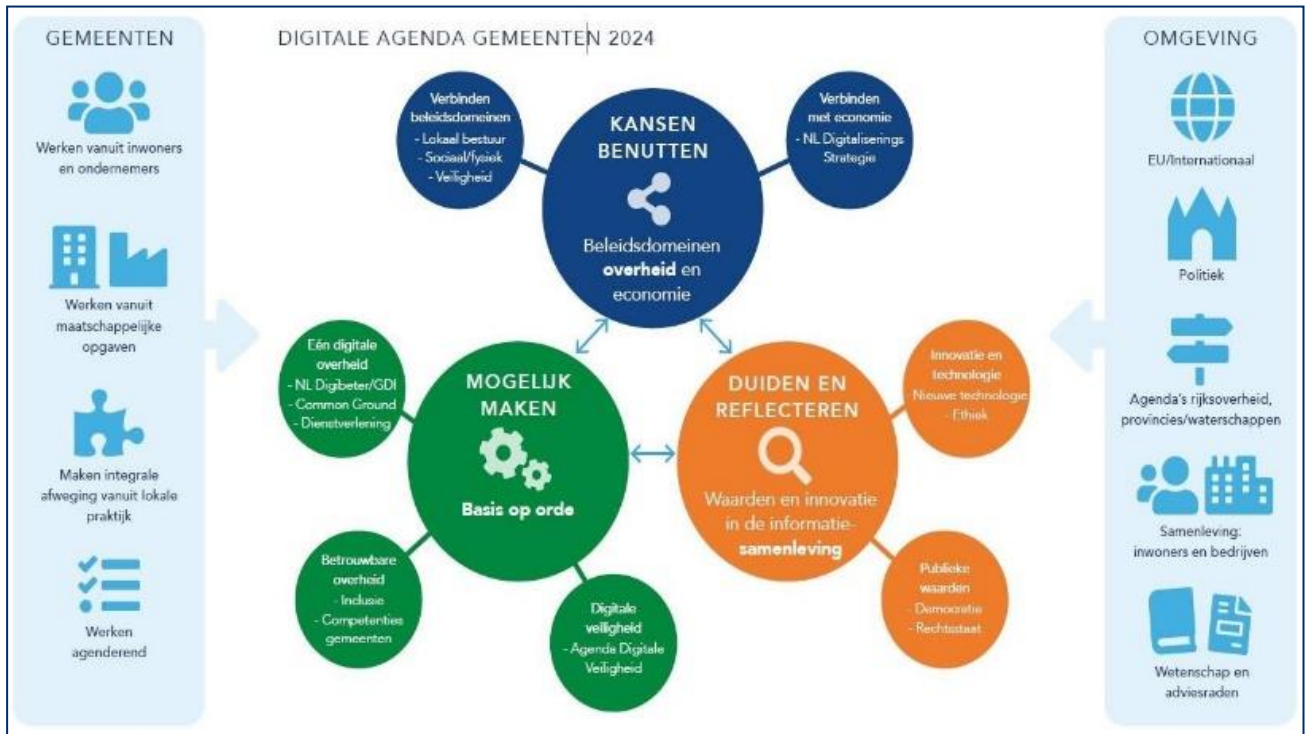 GEMEENTEN
Werken vanuit inwoners
en ondernemers
Werken vanuit
maatschappelijke
opgaven
Maken integrale
afweging vanuit lokale
praktijk
Werken
agenderend
DIGITALE AGENDA GEMEENTEN 2024
Verbinden
beleidsdomeinen
- Lokaal bestuur
- Sociaal/fysiek
- Veiligheid
KANSEN
BENUTTEN
Beleidsdomeinen
overheid en
economie
Verbinden
met economie
- NL Digitaliserings
Strategie
Eén digitale
overheid
- NL Digibeter/GDI
- Common Ground
- Dienstverlening
MOGELIJK
MAKEN
Basis op orde
Betrouwbare
overheid
- Inclusie
- Competenties
gemeenten
Digitale
veiligheid
- Agenda Digitale
Veiligheid
DUIDEN EN
REFLECTEREN
Waarden en innovatie
in de informatie-
samenleving
Innovatie en
technologie
- Nieuwe technologie
- Ethiek
Publieke
waarden
- Democratie
- Rechtsstaat
OMGEVING
EU/Internationaal
Politiek
Agenda's rijksoverheid,
provincies/waterschappen
Samenleving:
inwoners en bedrijven
Wetenschap en
adviesraden